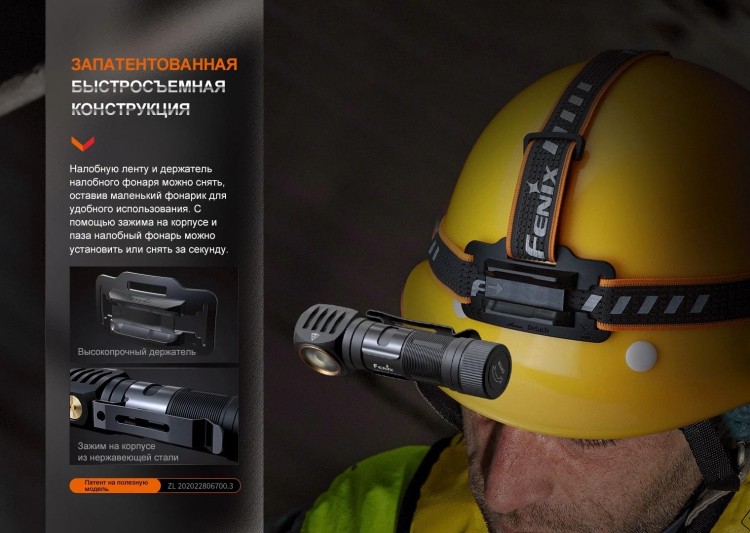 ЗАПАТЕНТОВАННАЯ
БЫСТРОСЪЕМНАЯ
КОНСТРУКЦИЯ
Налобную ленту и держатель
налобного фонаря можно снять,
оставив маленький фонарик для
удобного использования. С
помощью зажима на корпусе и
паза налобный фонарь можно
установить или снять за секунду.
Высокопрочный держатель
Зажим на корпусе
из нержавеющей стали
Патент на полезную
модель
ZL 202022806700.3
FENIX
Fenix